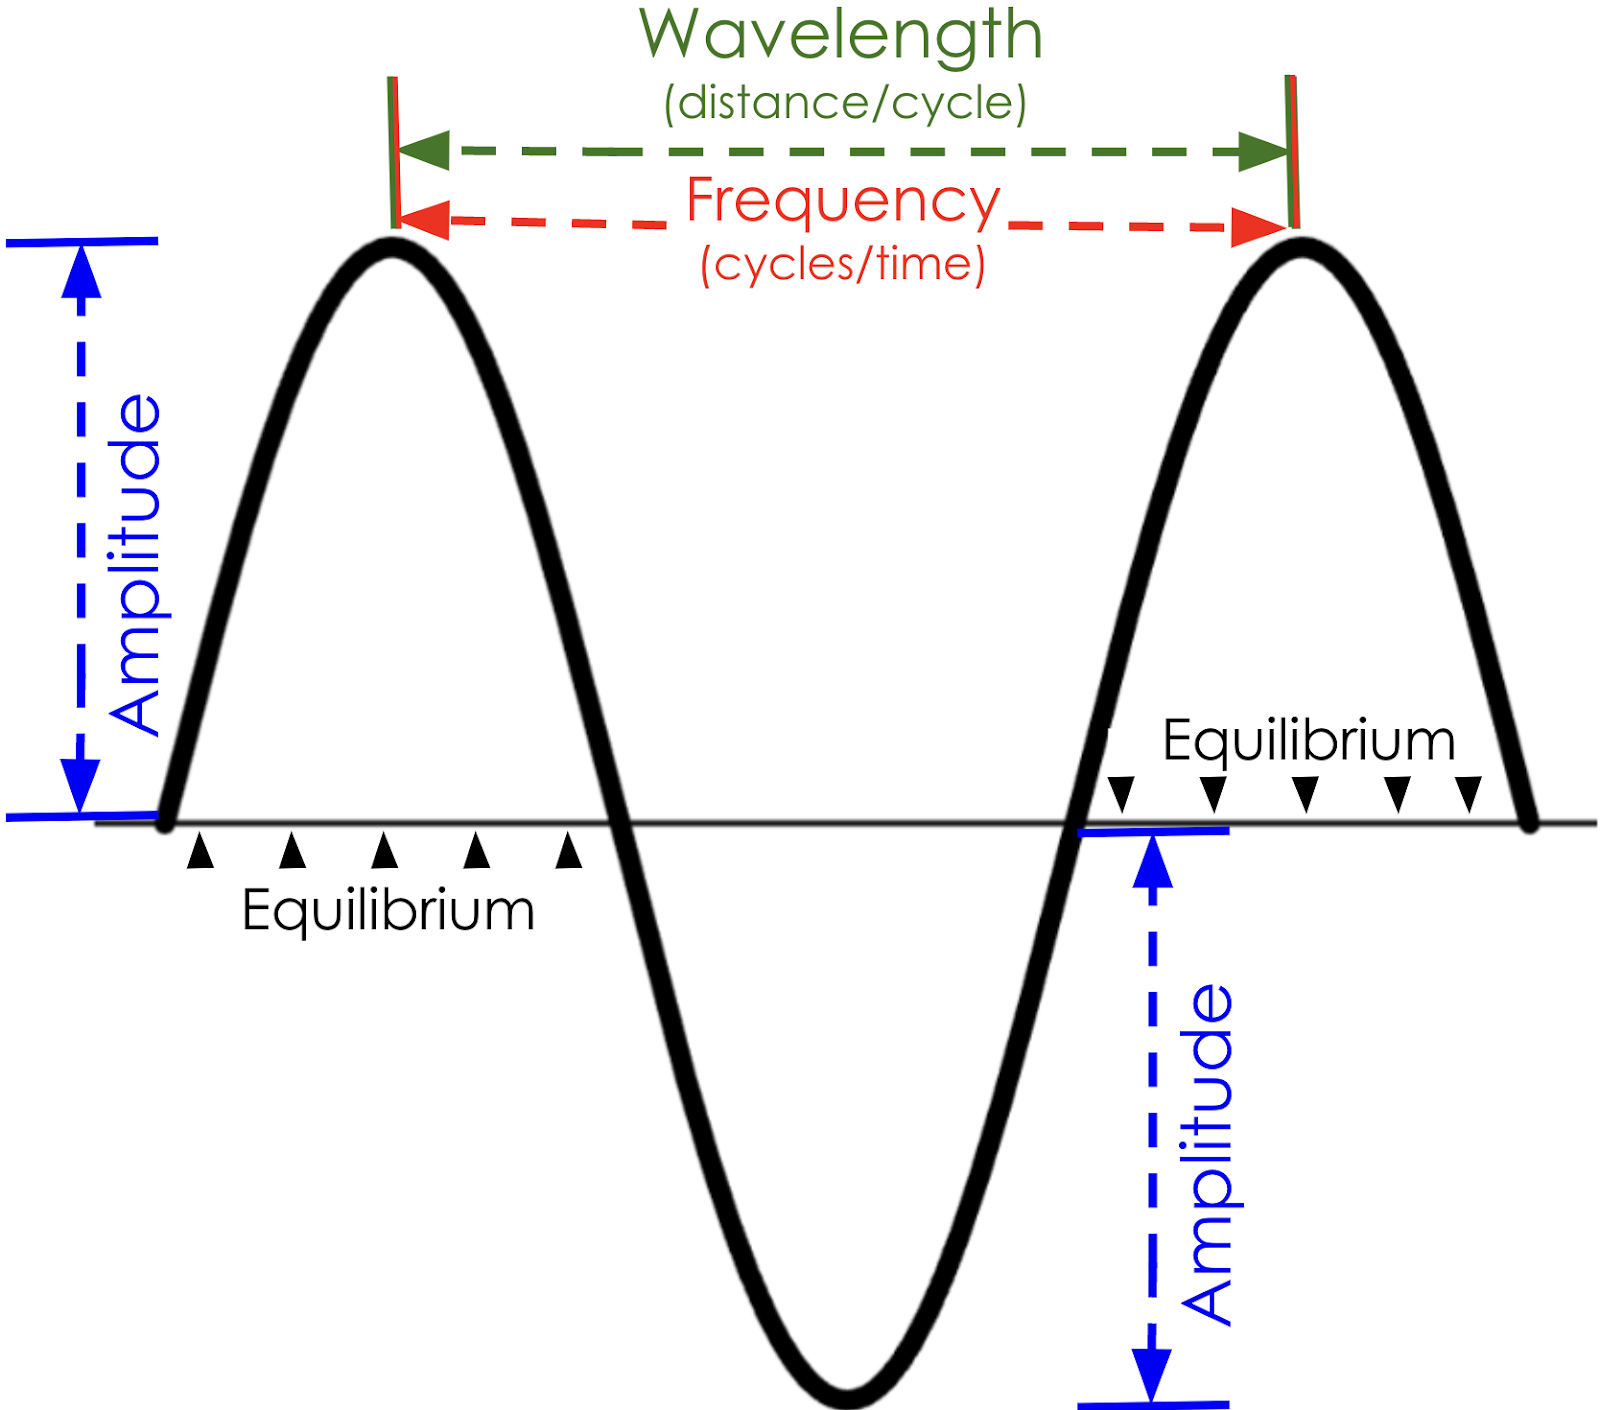 Wavelength
(distance/cycle)
Frequency
(cycles/time)
Amplitude
Equilibrium
Equilibrium
Amplitude